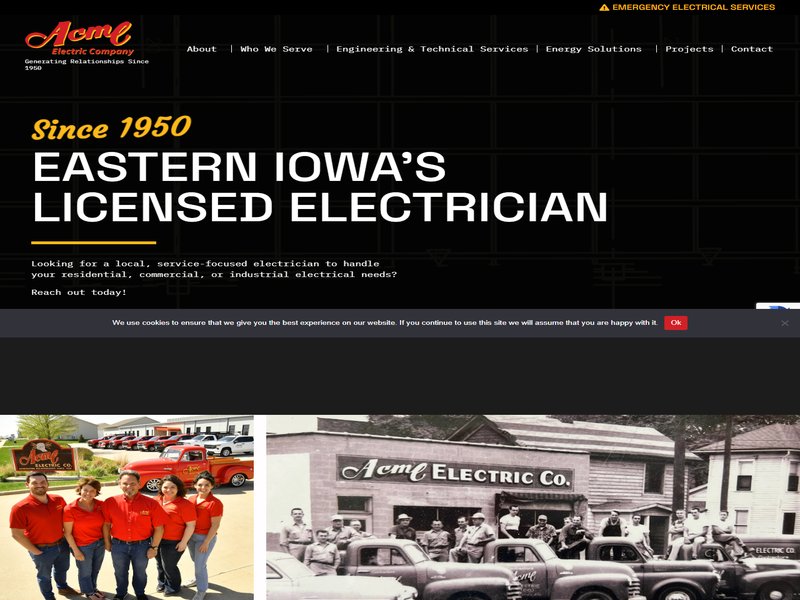 EMERGENCY ELECTRICAL SERVICES
Acme
Electric Company
Generating Relationships Since
1950
About | Who We Serve | Engineering & Technical Services | Energy Solutions | Projects | Contact
Since 1950
EASTERN IOWA'S
LICENSED ELECTRICIAN
Looking for a local, service-focused electrician to handle
your residential, commercial, or industrial electrical needs?
Reach out today!
We use cookies to ensure that we give you the best experience on our website. If you continue to use this site we will assume that you are happy with it.
Ok
Acme
ELECTRIC CO.
Acme ELECTRIC CO.
ELECTRIC CO.
Acme